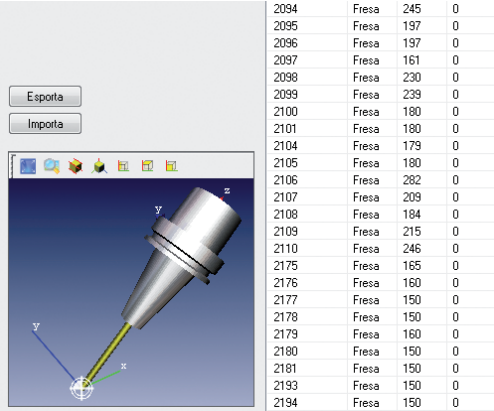 Esporta
Importa
z
y
y
x
2094 Fresa 245 0
2095 Fresa 197 0
2096 Fresa 197 0
2097 Fresa 161 0
2098 Fresa 230 0
2099 Fresa 239 0
2100 Fresa 180 0
2101 Fresa 180 0
2104 Fresa 179 0
2105 Fresa 180 0
2106 Fresa 282 0
2107 Fresa 209 0
2108 Fresa 184 0
2109 Fresa 215 0
2110 Fresa 246 0
2175 Fresa 165 0
2176 Fresa 160 0
2177 Fresa 150 0
2178 Fresa 150 0
2179 Fresa 160 0
2180 Fresa 150 0
2181 Fresa 150 0
2193 Fresa 150 0
2194 Fresa 150 0